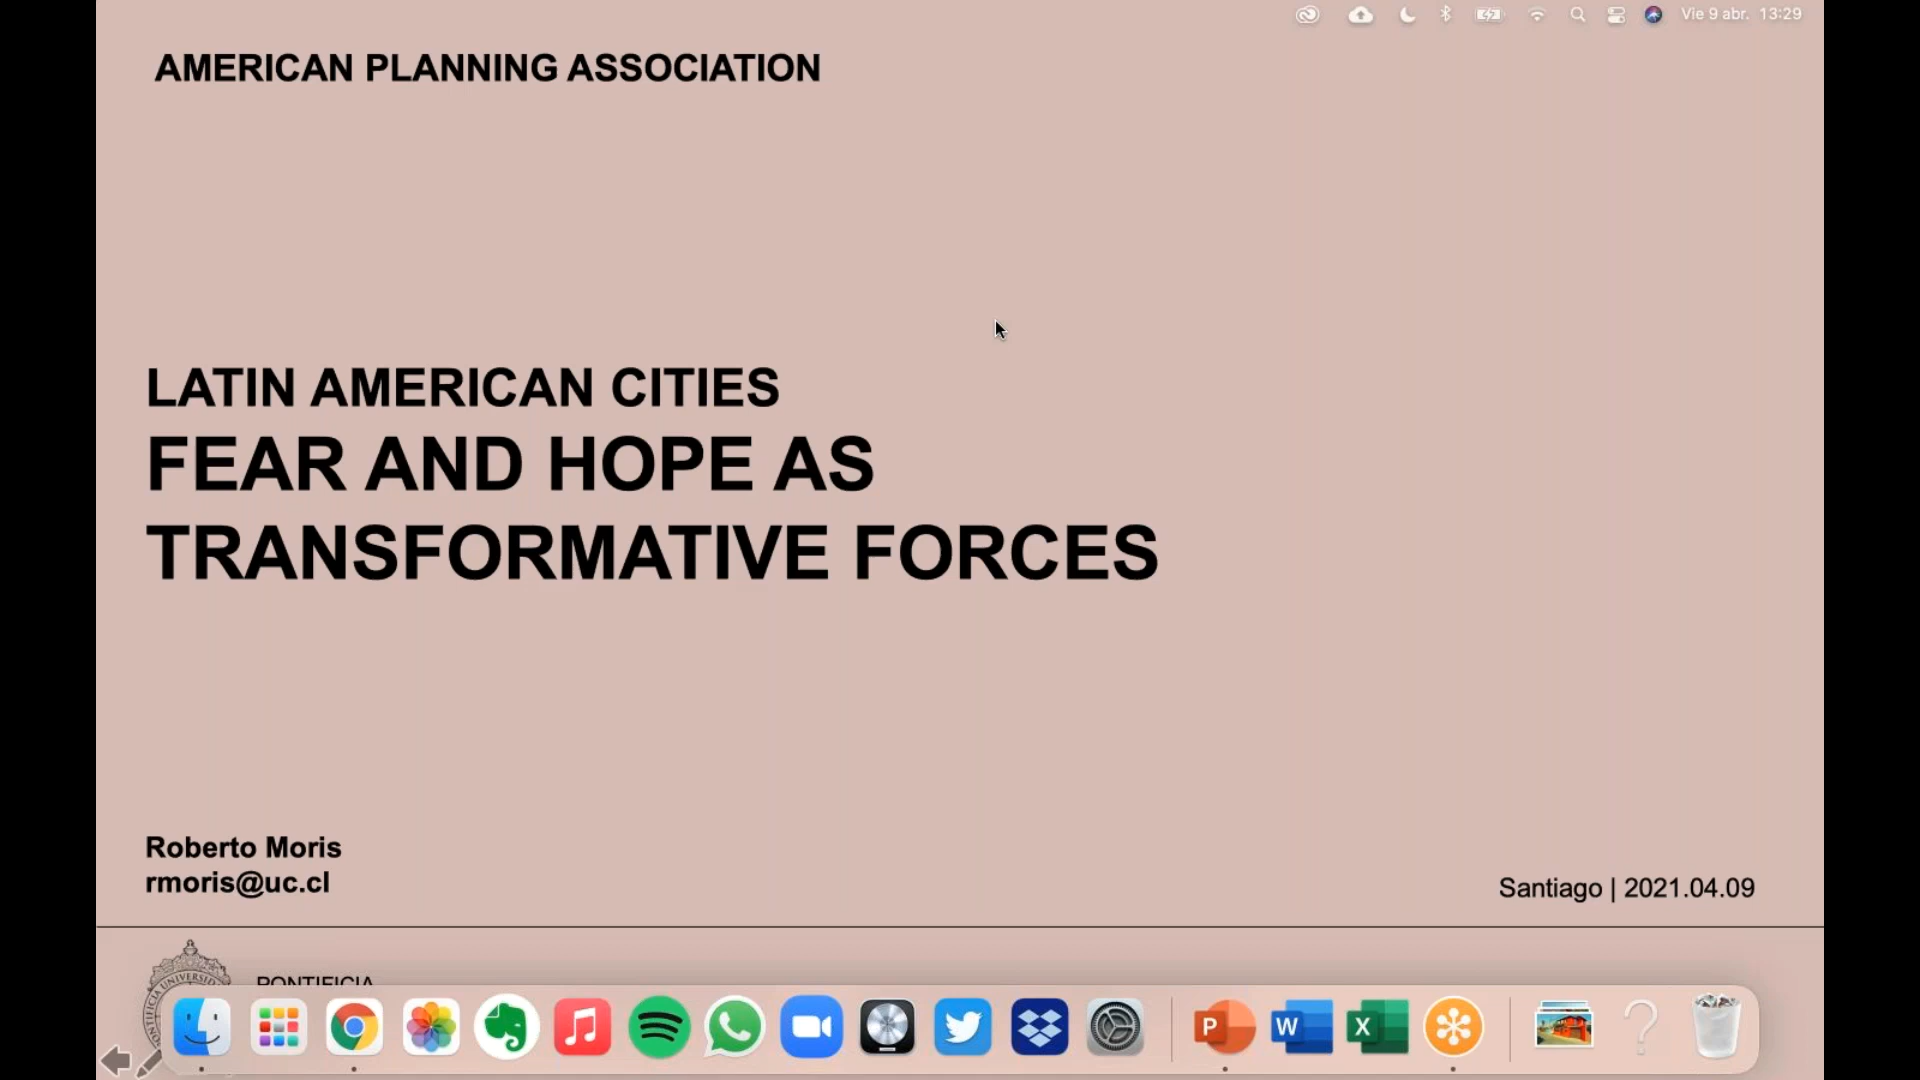 Vie 9 abr. 13:29
AMERICAN PLANNING ASSOCIATION
LATIN AMERICAN CITIES
FEAR AND HOPE AS
TRANSFORMATIVE FORCES
Roberto Moris
rmoris@uc.cl
Santiago | 2021.04.09
PONTIFICIA
P
W
X